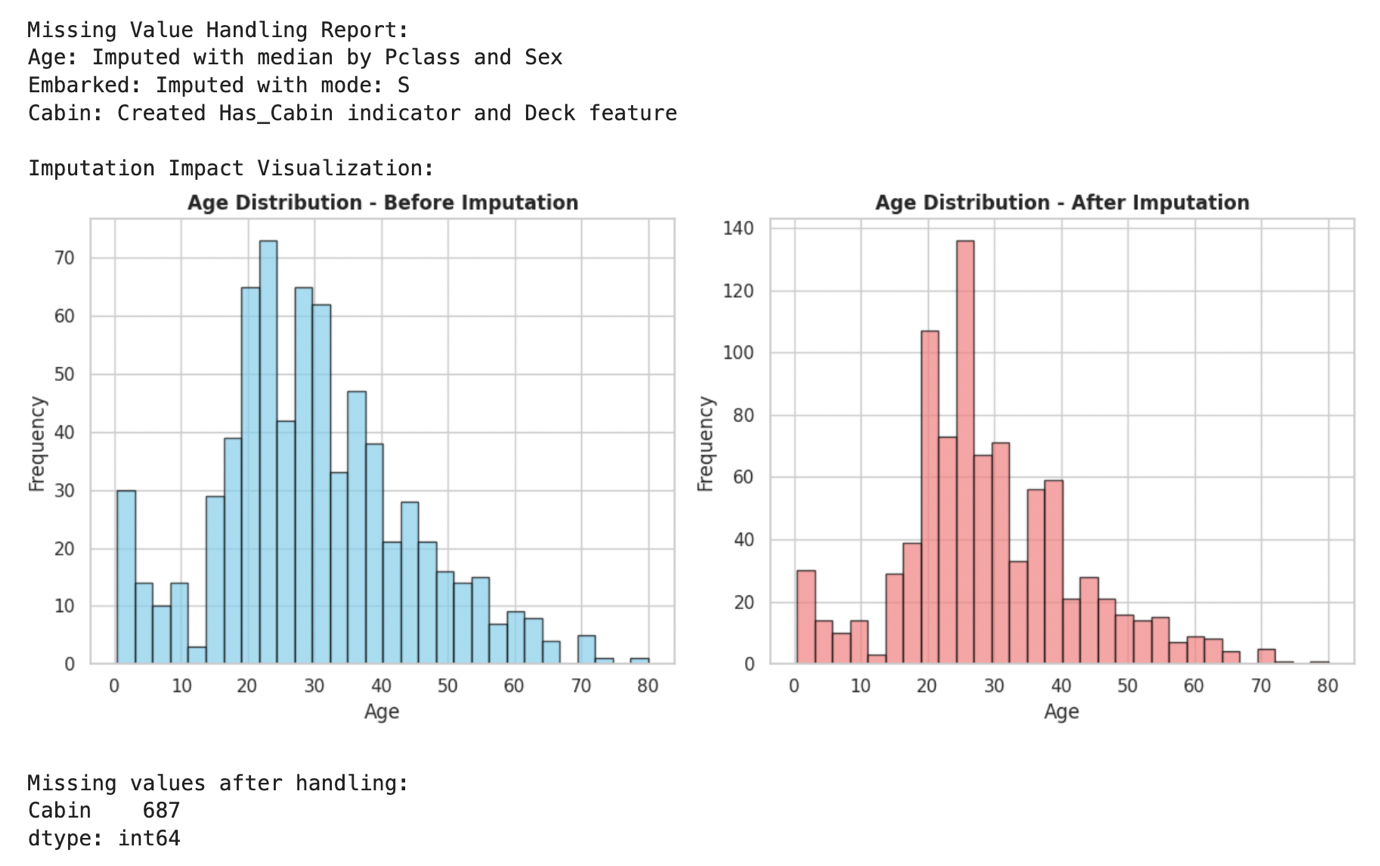 Missing Value Handling Report:
Age: Imputed with median by Pclass and Sex
Embarked: Imputed with mode: S
Cabin: Created Has_Cabin indicator and Deck feature
Imputation Impact Visualization:
Age Distribution - Before Imputation
70
60
50
40
30
20
10
0
Frequency
0 10 20 30 40 50 60 70 80
Age
Age Distribution - After Imputation
140
120
100
80
60
40
20
0
Frequency
0 10 20 30 40 50 60 70 80
Age
Missing values after handling:
Cabin    687
dtype: int64